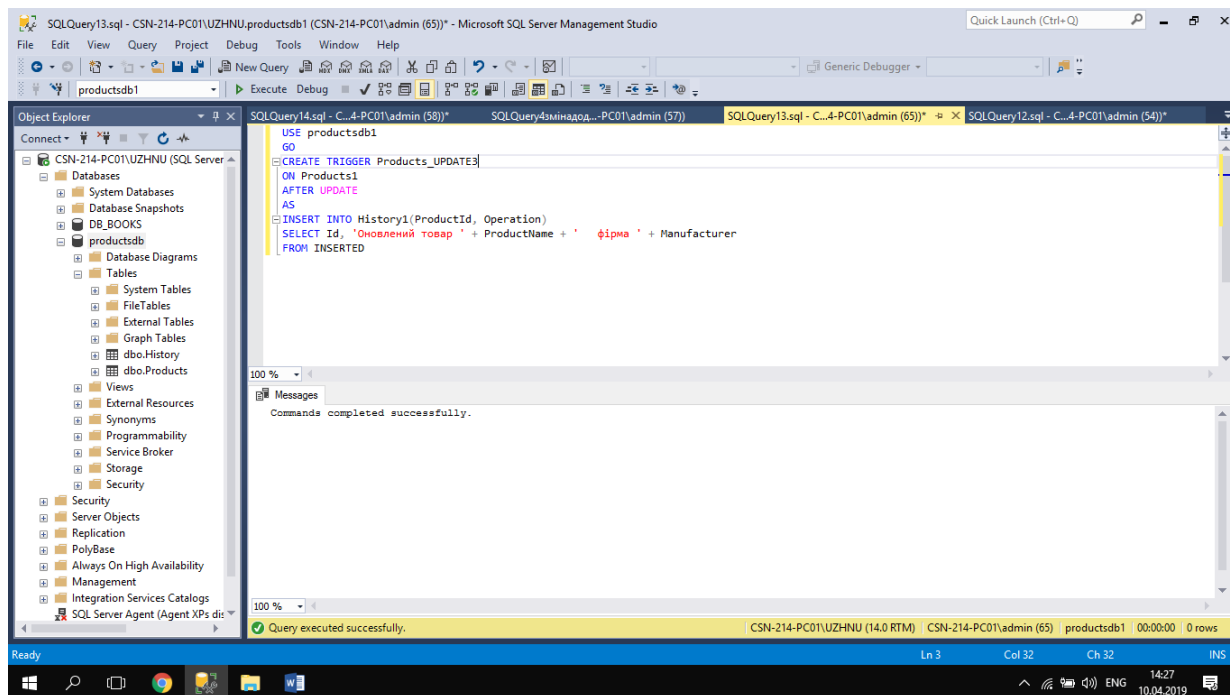 SQLQuery13.sql - CSN-214-PC01\UZHNU.productsdb1 (CSN-214-PC01\admin (65))* - Microsoft SQL Server Management Studio
Quick Launch (Ctrl+Q)
File Edit View Query Project Debug Tools Window Help
New Query
Generic Debugger
productsdb1
Execute Debug
Object Explorer
SQLQuery14.sql - C...4-PC01\admin (58))*
SQLQuery4змінадод...-PC01\admin (57))
SQLQuery13.sql - C...4-PC01\admin (65))*
SQLQuery12.sql - C...4-PC01\admin (54))*
Connect
CSN-214-PC01\UZHNU (SQL Server
Databases
System Databases
Database Snapshots
DB_BOOKS
productsdb
Database Diagrams
Tables
System Tables
FileTables
External Tables
Graph Tables
dbo.History
dbo.Products
Views
External Resources
Synonyms
Programmability
Service Broker
Storage
Security
Security
Server Objects
Replication
PolyBase
Always On High Availability
Management
Integration Services Catalogs
SQL Server Agent (Agent XPs dis
USE productsdb1
GO
CREATE TRIGGER Products_UPDATE3
ON Products1
AFTER UPDATE
AS
INSERT INTO History1(ProductId, Operation)
SELECT Id, 'Оновлений товар ' + ProductName + '   фірма ' + Manufacturer
FROM INSERTED
100 %
Messages
Commands completed successfully.
100 %
Query executed successfully.
CSN-214-PC01\UZHNU (14.0 RTM) CSN-214-PC01\admin (65) productsdb1 00:00:00 0 rows
Ready
Ln 3 Col 32 Ch 32 INS
ENG
14:27
10.04.2019